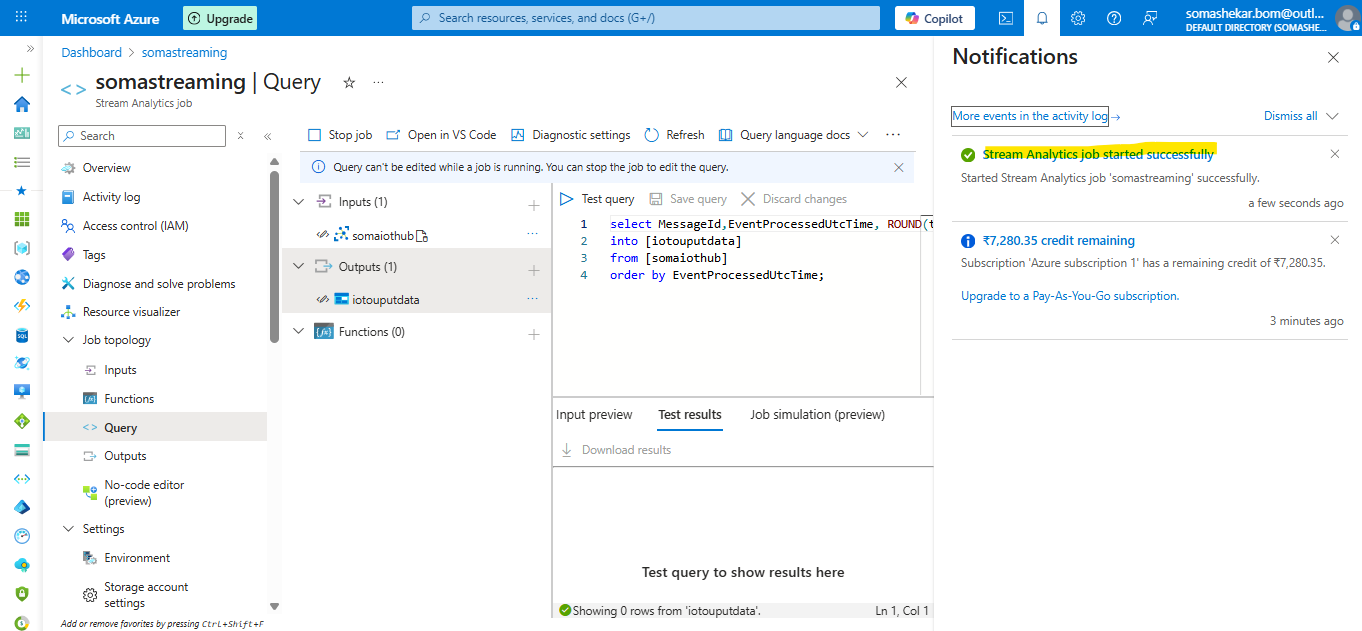 Microsoft Azure
Upgrade
Search resources, services, and docs (G+/)
Copilot
somashekar.bom@outl...
DEFAULT DIRECTORY (SOMASHE...
Dashboard > somastreaming
somastreaming | Query
Stream Analytics job
Search
Overview
Activity log
Access control (IAM)
Tags
Diagnose and solve problems
Resource visualizer
Job topology
Inputs
Functions
Query
Outputs
No-code editor
(preview)
Settings
Environment
Storage account
settings
Add or remove favorites by pressing Ctrl+Shift+F
Stop job
Open in VS Code
Diagnostic settings
Refresh
Query language docs
Query can't be edited while a job is running. You can stop the job to edit the query.
Inputs (1)
somaiothub
Outputs (1)
iotouputdata
Functions (0)
Test query
Save query
Discard changes
1 select MessageId,EventProcessedUtcTime, ROUND(t
2 into [iotouputdata]
3 from [somaiothub]
4 order by EventProcessedUtcTime;
Input preview
Test results
Job simulation (preview)
Download results
Test query to show results here
Showing 0 rows from 'iotouputdata'.
Ln 1, Col 1
Notifications
More events in the activity log →
Dismiss all
Stream Analytics job started successfully
Started Stream Analytics job 'somastreaming' successfully.
a few seconds ago
₹7,280.35 credit remaining
Subscription 'Azure subscription 1' has a remaining credit of ₹7,280.35.
Upgrade to a Pay-As-You-Go subscription.
3 minutes ago